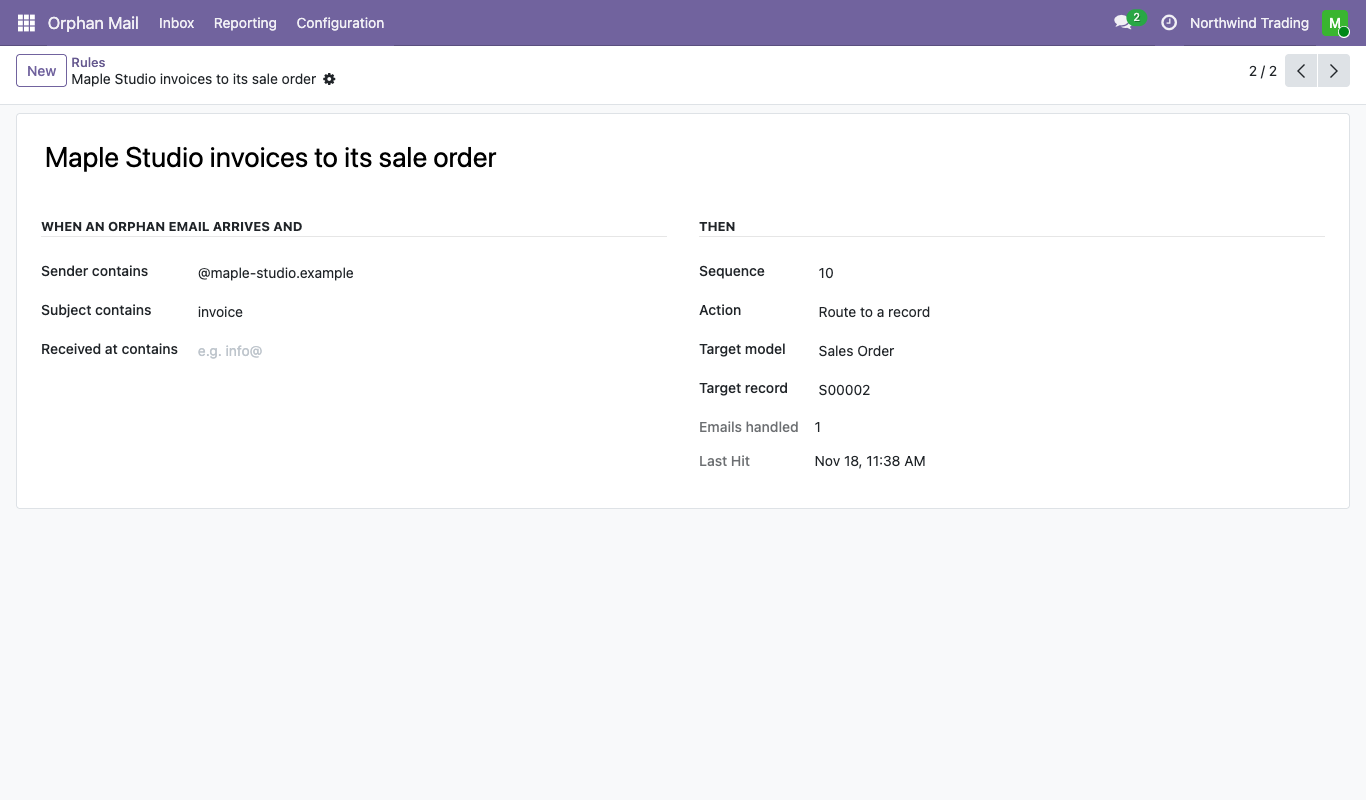 Orphan Mail Inbox Reporting Configuration 2 Northwind Trading M
New Rules 2 / 2
Maple Studio invoices to its sale order
Maple Studio invoices to its sale order
WHEN AN ORPHAN EMAIL ARRIVES AND
Sender contains @maple-studio.example
Subject contains invoice
Received at contains e.g. info@
THEN
Sequence 10
Action Route to a record
Target model Sales Order
Target record S00002
Emails handled 1
Last Hit Nov 18, 11:38 AM